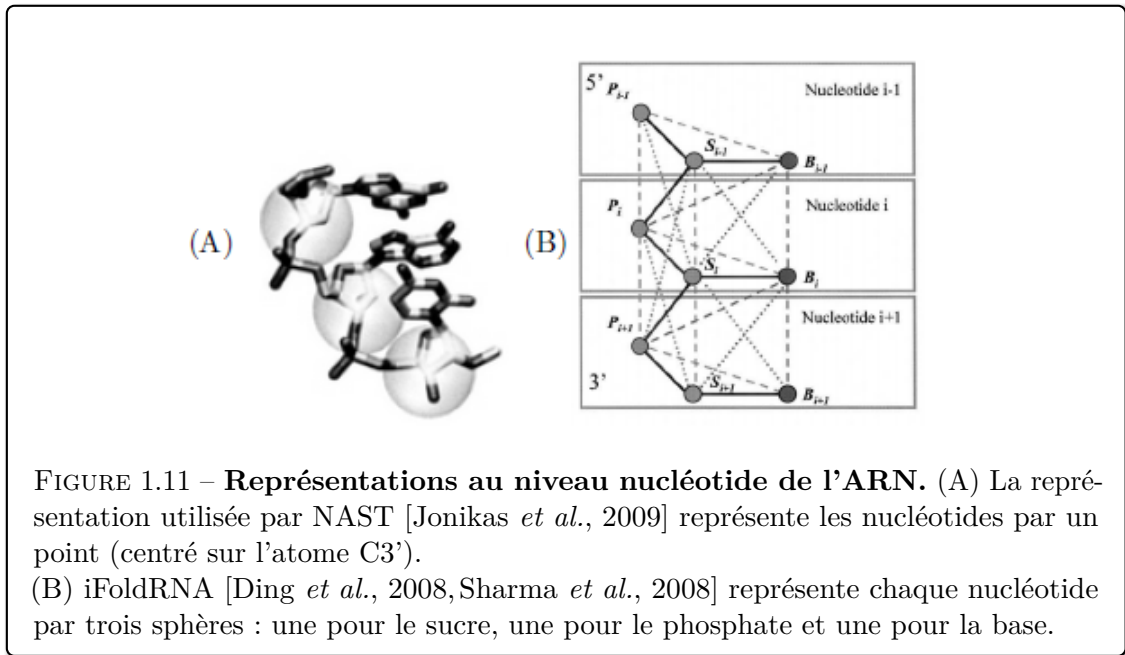 (A)
(B)
5' P_{i-1} Nucleotide i-1
S_{i-1}
B_{i-1}
P_i Nucleotide i
S_i
B_i
P_{i+1} Nucleotide i+1
3' S_{i+1}
B_{i+1}
FIGURE 1.11 – Représentations au niveau nucléotide de l'ARN. (A) La repré-
sentation utilisée par NAST [Jonikas et al., 2009] représente les nucléotides par un
point (centré sur l'atome C3').
(B) iFoldRNA [Ding et al., 2008,Sharma et al., 2008] représente chaque nucléotide
par trois sphères : une pour le sucre, une pour le phosphate et une pour la base.